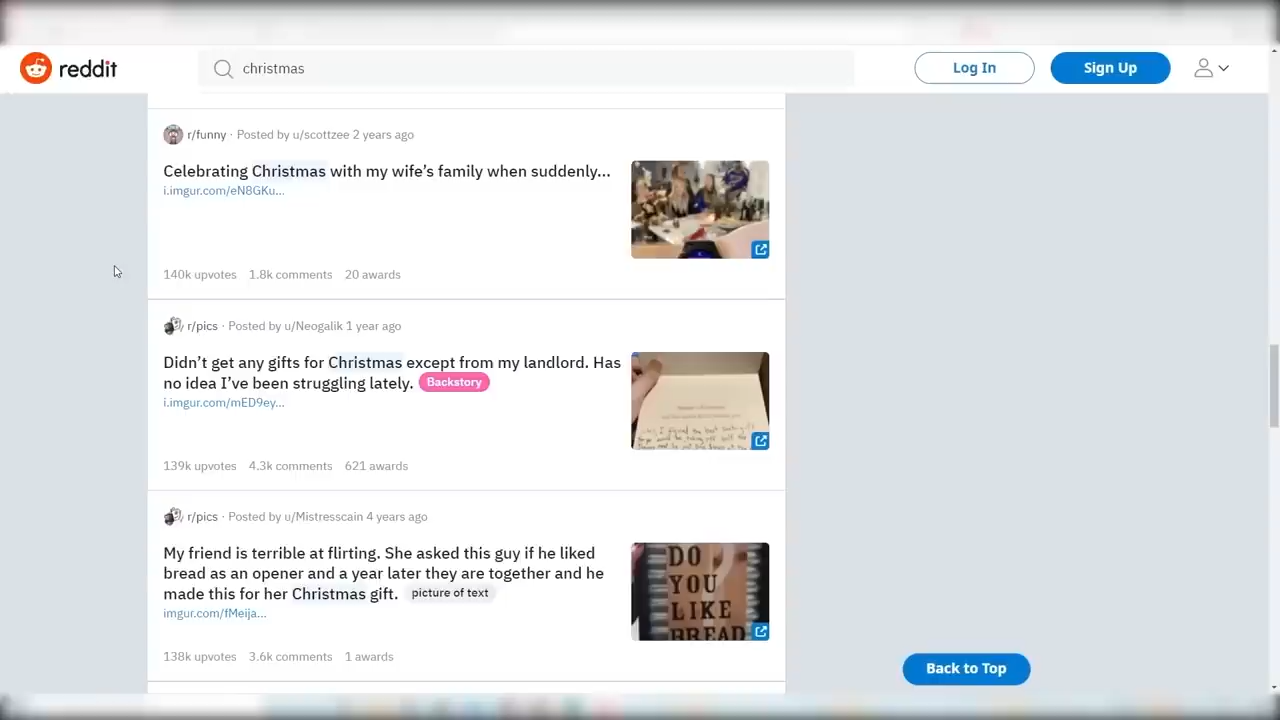 reddit
christmas
Log In
Sign Up
r/funny · Posted by u/scottzee 2 years ago
Celebrating Christmas with my wife's family when suddenly...
i.imgur.com/eN8GKu...
140k upvotes 1.8k comments 20 awards
r/pics · Posted by u/Neogalik 1 year ago
Didn't get any gifts for Christmas except from my landlord. Has
no idea I've been struggling lately. Backstory
i.imgur.com/mED9ey...
139k upvotes 4.3k comments 621 awards
r/pics · Posted by u/Mistresscain 4 years ago
My friend is terrible at flirting. She asked this guy if he liked
bread as an opener and a year later they are together and he
made this for her Christmas gift. picture of text
imgur.com/fMeija...
DO
YOU
LIKE
BREAD
138k upvotes 3.6k comments 1 awards
Back to Top